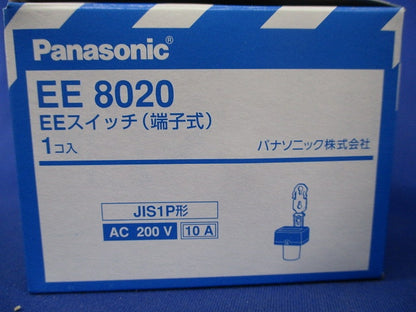 Panasonic®
EE 8020
EEスイッチ(端子式)
1コ入
パナソニック株式会社
JIS1P形
AC 200 V 10 A